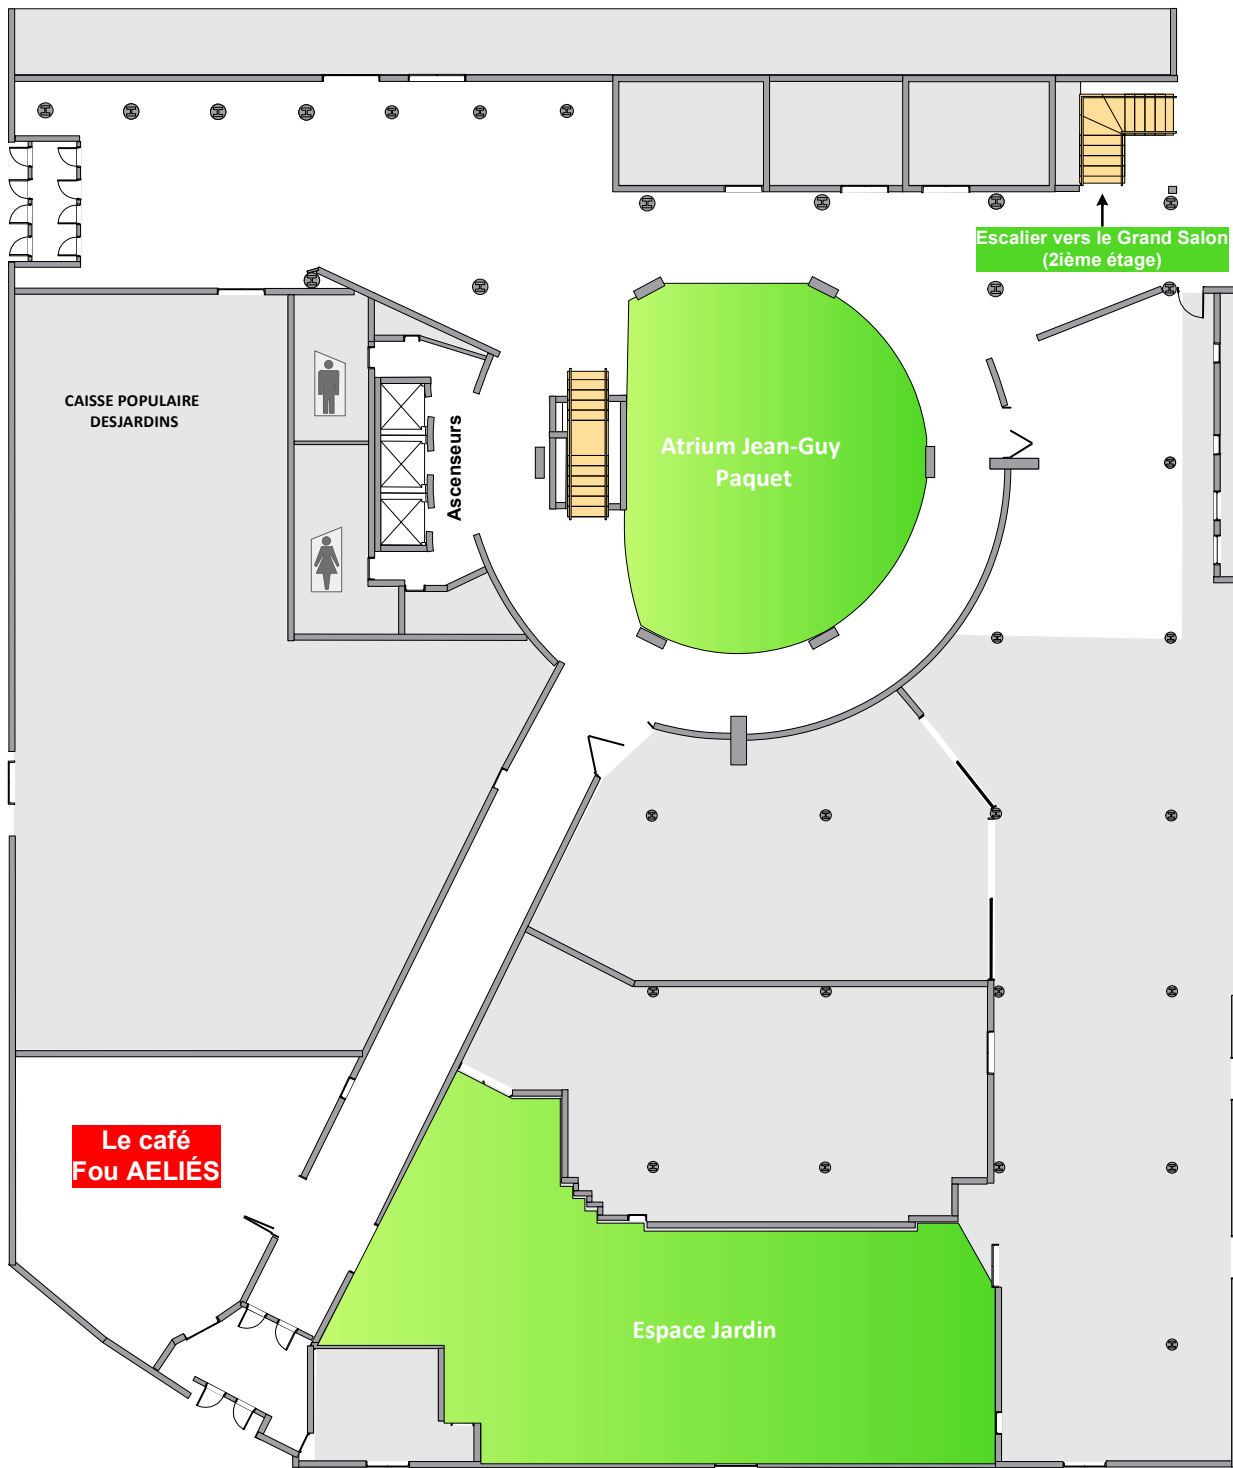 Escalier vers le Grand Salon
(2ième étage)
CAISSE POPULAIRE
DESJARDINS
Ascenseurs
Atrium Jean-Guy
Paquet
Le café
Fou AELIÉS
Espace Jardin